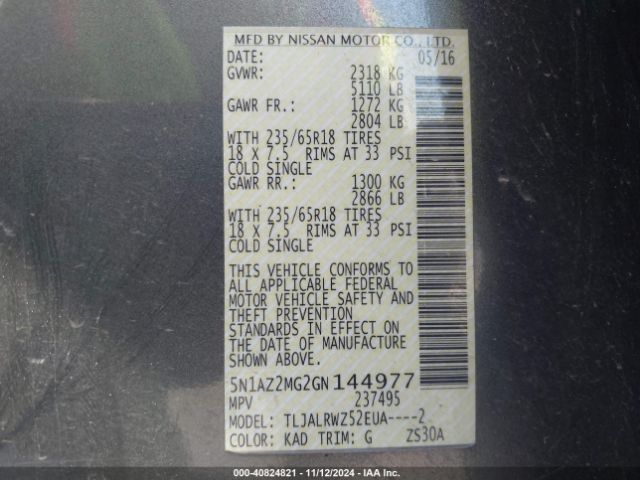 MFD BY NISSAN MOTOR CO., LTD.
DATE: 05/16
GVWR: 2318 KG
5110 LB
GAWR FR.: 1272 KG
2804 LB
WITH 235/65R18 TIRES
18 X 7.5 RIMS AT 33 PSI
COLD SINGLE
GAWR RR.: 1300 KG
2866 LB
WITH 235/65R18 TIRES
18 X 7.5 RIMS AT 33 PSI
COLD SINGLE
THIS VEHICLE CONFORMS TO
ALL APPLICABLE FEDERAL
MOTOR VEHICLE SAFETY AND
THEFT PREVENTION
STANDARDS IN EFFECT ON
THE DATE OF MANUFACTURE
SHOWN ABOVE.
5N1AZ2MG2GN144977
MPV 237495
MODEL: TLJALRWZ52EUA----2
COLOR: KAD TRIM: G ZS30A
000-40824821 - 11/12/2024 - IAA Inc.